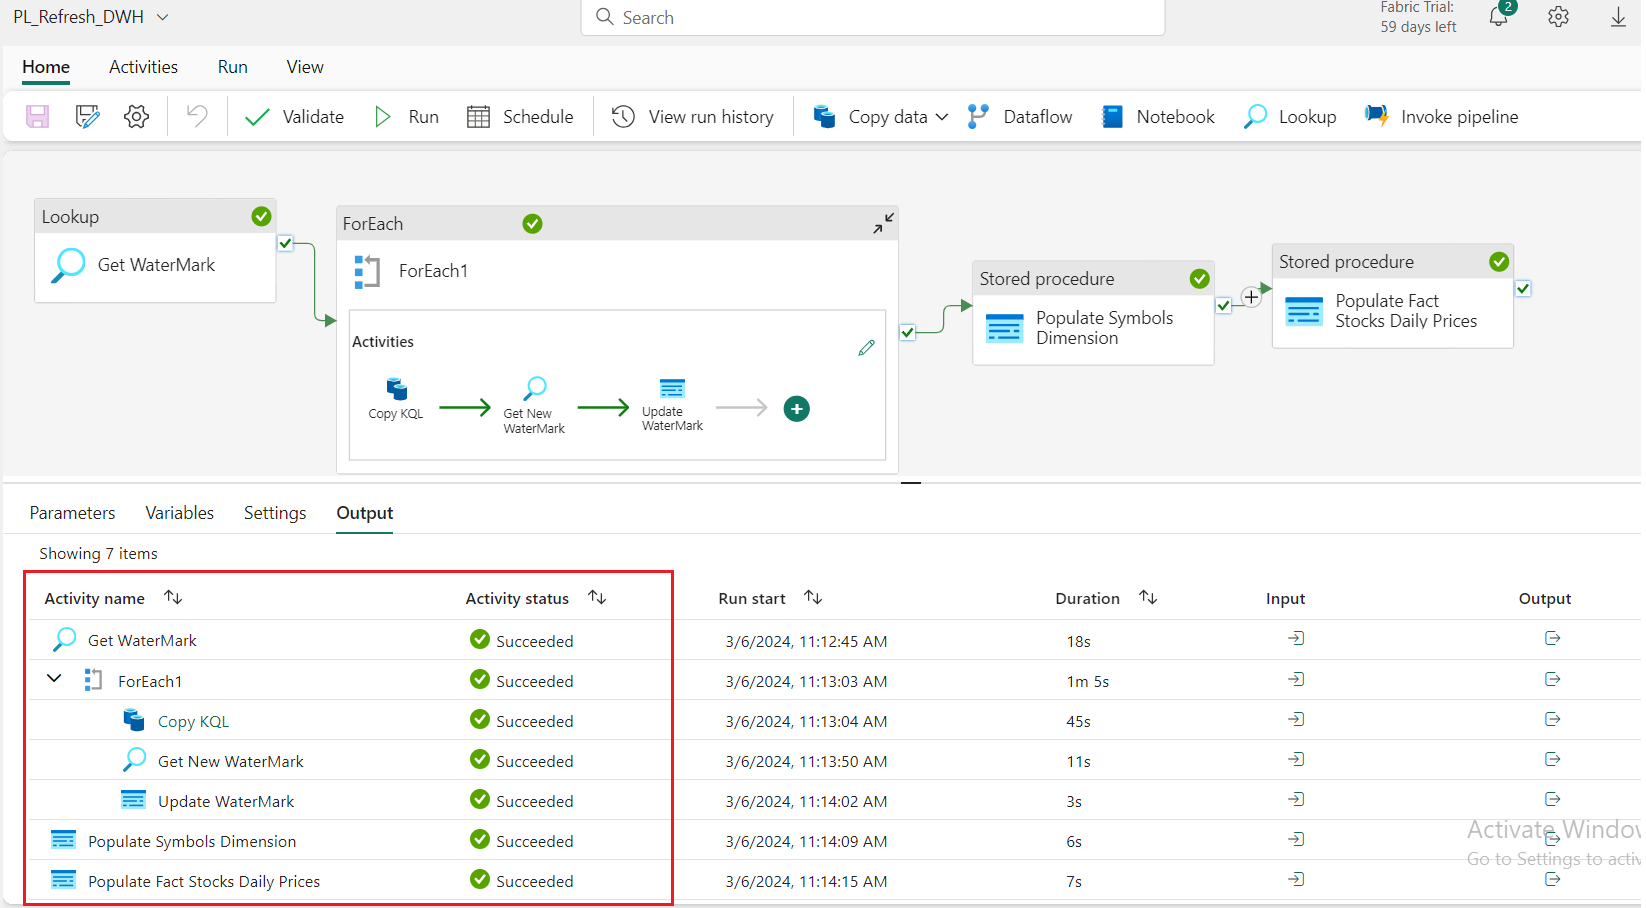 PL_Refresh_DWH
Search
Fabric Trial:
59 days left
2
Home Activities Run View
Validate Run Schedule View run history Copy data Dataflow Notebook Lookup Invoke pipeline
Lookup
Get WaterMark
ForEach
ForEach1
Activities
Copy KQL
Get New
WaterMark
Update
WaterMark
Stored procedure
Populate Symbols
Dimension
Stored procedure
Populate Fact
Stocks Daily Prices
Parameters Variables Settings Output
Showing 7 items
Activity name Activity status Run start Duration Input Output
Get WaterMark Succeeded 3/6/2024, 11:12:45 AM 18s
ForEach1 Succeeded 3/6/2024, 11:13:03 AM 1m 5s
Copy KQL Succeeded 3/6/2024, 11:13:04 AM 45s
Get New WaterMark Succeeded 3/6/2024, 11:13:50 AM 11s
Update WaterMark Succeeded 3/6/2024, 11:14:02 AM 3s
Populate Symbols Dimension Succeeded 3/6/2024, 11:14:09 AM 6s
Populate Fact Stocks Daily Prices Succeeded 3/6/2024, 11:14:15 AM 7s
Activate Window
Go to Settings to activ